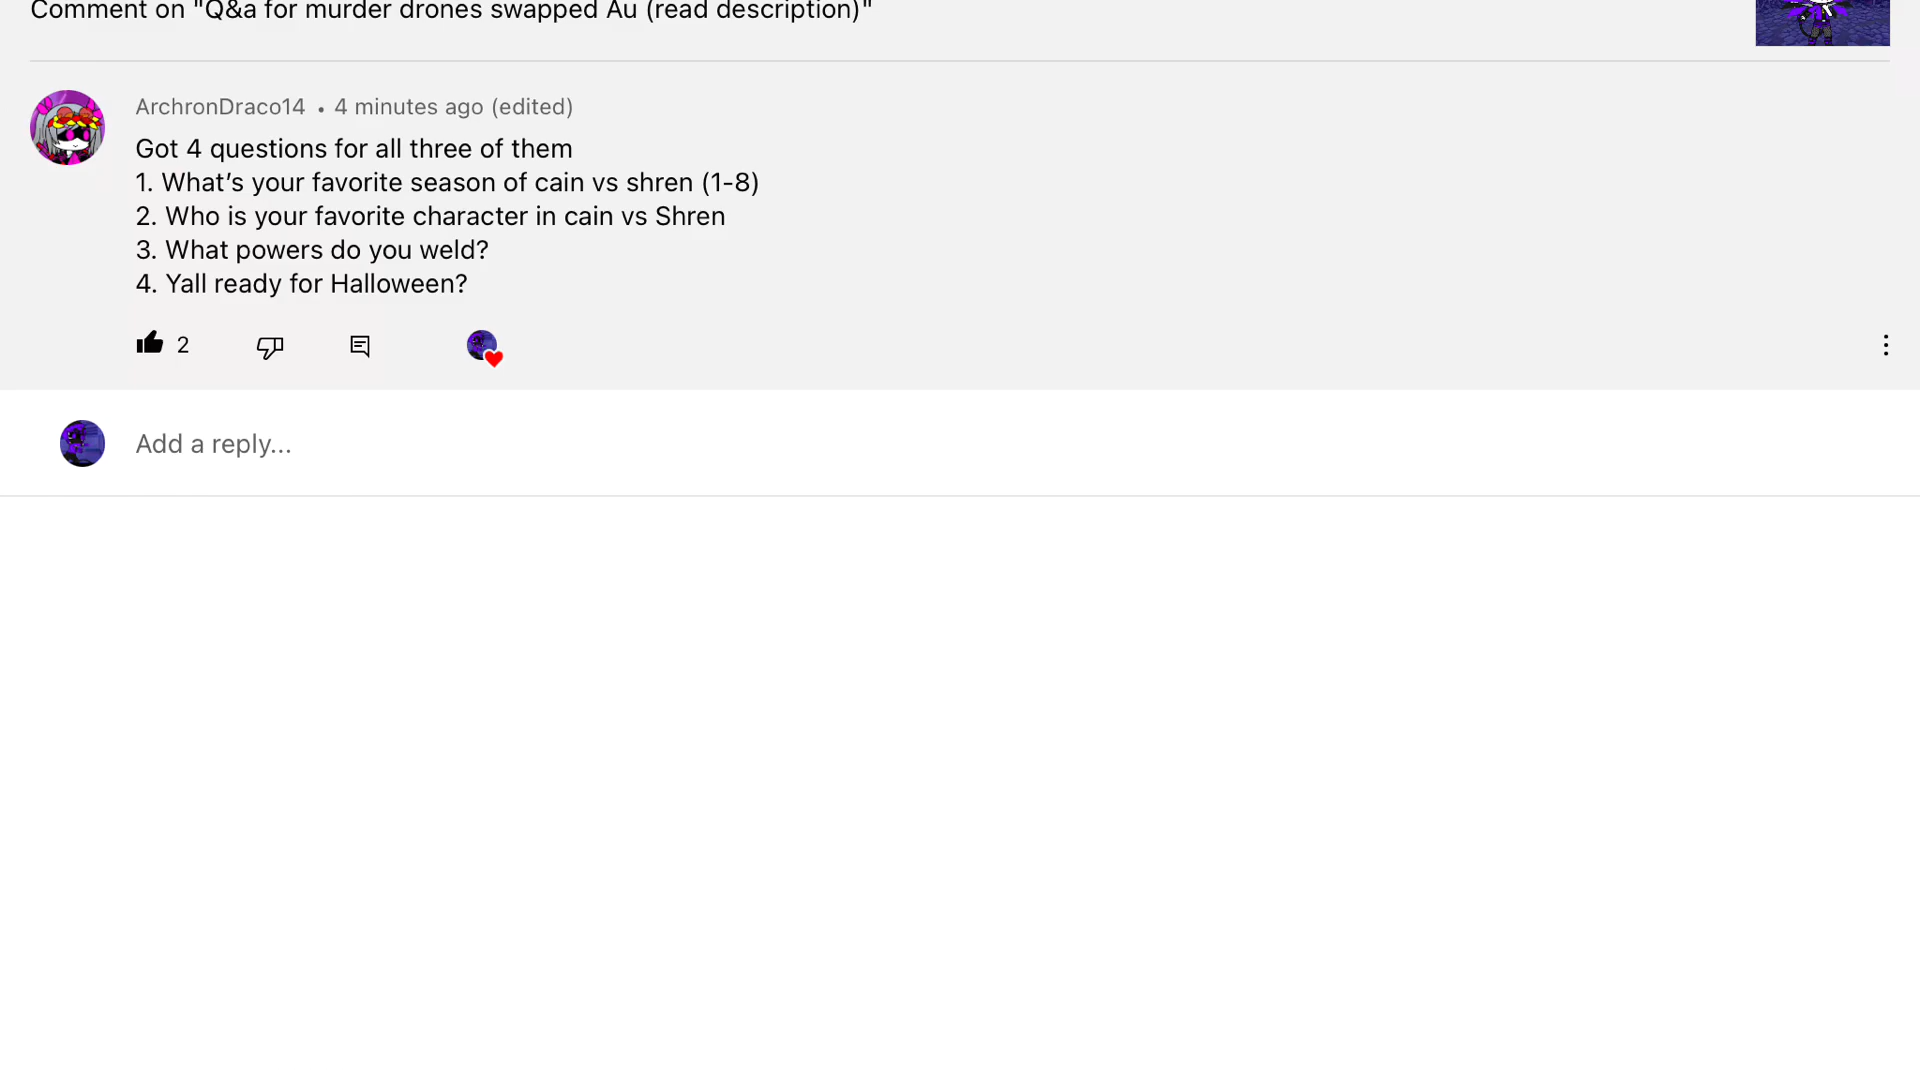 Comment on "Q&a for murder drones swapped Au (read description)"
ArchronDraco14 • 4 minutes ago (edited)
Got 4 questions for all three of them
1. What's your favorite season of cain vs shren (1-8)
2. Who is your favorite character in cain vs Shren
3. What powers do you weld?
4. Yall ready for Halloween?
2
Add a reply...